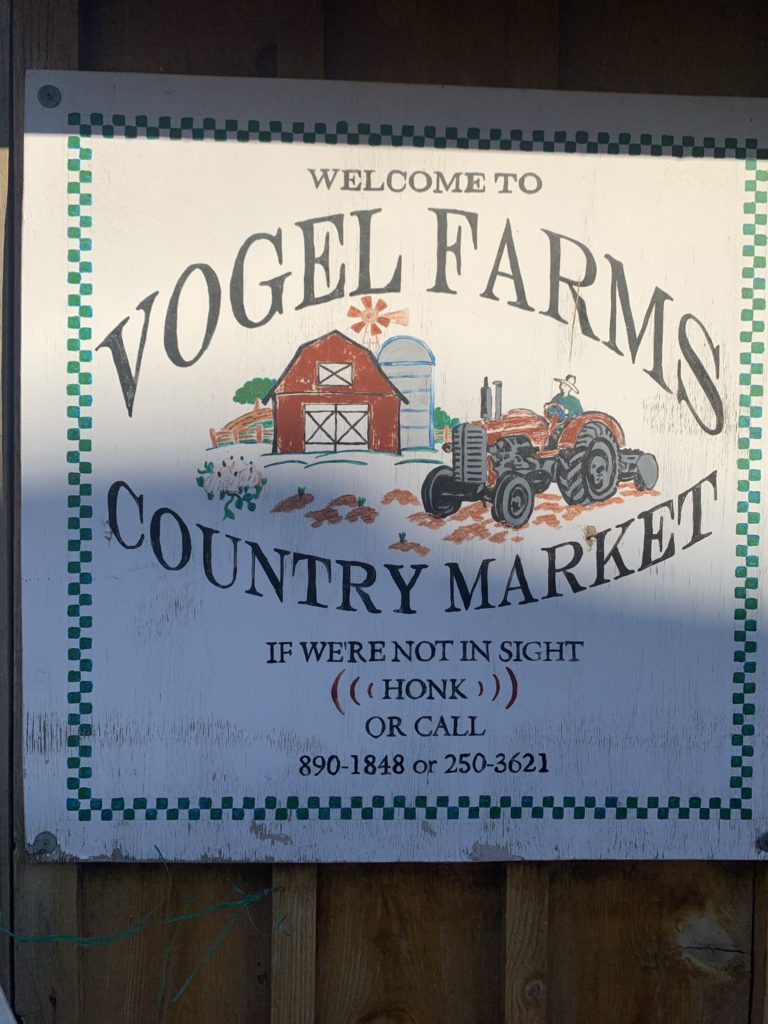 WELCOME TO
VOGEL FARMS
COUNTRY MARKET
IF WE'RE NOT IN SIGHT
(((HONK)))
OR CALL
890-1848 or 250-3621